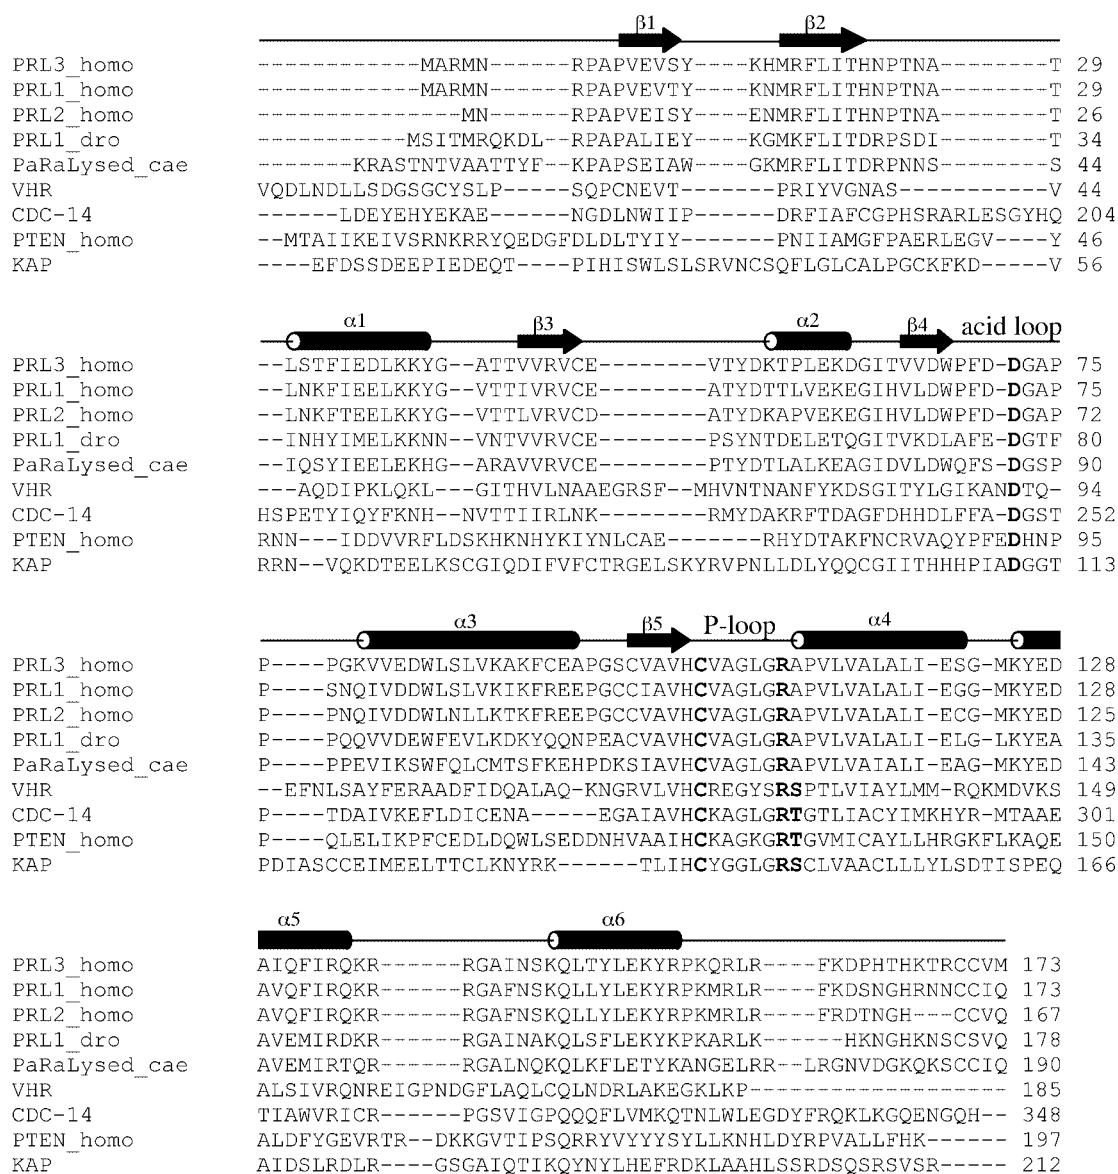 β1 β2
PRL3_homo ------------MARMN------RPAPVEVSY----KHMRFLITHNPTNA--------T 29
PRL1_homo ------------MARMN------RPAPVEVTY----KNMRFLITHNPTNA--------T 29
PRL2_homo ---------------MN------RPAPVEISY----ENMRFLITHNPTNA--------T 26
PRL1_dro -----------MSITMRQKDL--RPAPALIEY----KGMKFLITDRPSDI--------T 34
PaRaLysed_cae -------KRASTNTVAATTYF--KPAPSEIAW----GKMKFLITDRPNNS--------S 44
VHR VQDLNDLLSDGSGCYSLP-----SQPCNEVT-----PRIYVGNAS-----------V 44
CDC-14 ------LDEYEHYEKAE------NGDLNWIIP-----DRFIAFCGPHSRARLESGYHQ 204
PTEN_homo --MTAIIKEIVSRNKRRYQEDGFDLDLTYIY------PNIIAMGFPAERLEGV----Y 46
KAP ----EFDSSDEEPIEDEQT----PIHISWLSLSRVNCSQFLGLCALPGCKFKD-----V 56
α1 β3 α2 β4 acid loop
PRL3_homo --LSTFIEDLKKYG--ATTVVRVCE--------VTYDKTPLEKDGITVVDWPFD-DGAP 75
PRL1_homo --LNKFIEELKKYG--VTTIVRVCE--------ATYDTTLVEKEGIHVLDWPFD-DGAP 75
PRL2_homo --LNKFTEELKKYG--VTTLVRVCD--------ATYDKAPVEKEGIHVLDWPFD-DGAP 72
PRL1_dro --INHYIMELKKNN--VNTVVRVCE--------PSYNTDELETQGITVKDLAFE-DGTF 80
PaRaLysed_cae --IQSYIEELEKHG--ARAVVRVCE--------PTYDTLALKEAGIDVLDWQFS-DGSP 90
VHR ---AQDIPKLQKL---GITHVLNAAEGRSF---MHVNTNANFYKDSGITYLGIKANDTQ- 94
CDC-14 HSPETYIQYFKNH--NVTTIIRLNK--------RMYDAKRFTDAGFDHHDLFFA-DGST 252
PTEN_homo RNN---IDDVVRFLDSKHKNHYKIYNLCAE------RHYDTAKFNCRVAQYPFEDHNP 95
KAP RRN--VQKDTEELKSCGIQDIFVFCTRGELSKYRVPNLLDLYQQCGIITHHHPIADGGT 113
α3 β5 P-loop α4
PRL3_homo P----PGKVVEDWLSLVKAKFCEAPGSCVAVHCVAGLGRAPVLVALALI-ESG-MKYED 128
PRL1_homo P----SNQIVDDWLSLVKIKFREEPGCCIAVHCVAGLGRAPVLVALALI-EGG-MKYED 128
PRL2_homo P----PNQIVDDWLNLLKTKFREEPGCCVAVHCVAGLGRAPVLVALALI-ECG-MKYED 125
PRL1_dro P----PQQVVDEWFEVLKDKYQQNPEACVAVHCVAGLGRAPVLVALALI-ELG-LKYEA 135
PaRaLysed_cae P----PPEVIKSWFQLCMTSFKEHPDKSIAVHCVAGLGRAPVLVAIALI-EAG-MKYED 143
VHR --EFNLSAYFERAADFIDQALAQ-KNGRVLVHCREGYSRSPTLVIAYLMM-RQKMDVKS 149
CDC-14 P----TDAIVKEFLDICENA----EGAIAVHCKAGLGRTGTLIACYIMKHYR-MTAAE 301
PTEN_homo P----QLELIKPFCEDLDQWLSEDDNHVAAIHCKAGKGRTGVMICAYLLHRGKFLKAQE 150
KAP PDIASCCEIMEELTTCLKNYRK------TLIHCYGGLGRSCLVAACLLLYLSDTISPEQ 166
α5 α6
PRL3_homo AIQFIRQKR------RGAINSKQLTYLEKYRPKQRLR----FKDPHTHKTRCCVM 173
PRL1_homo AVQFIRQKR------RGAFNSKQLLYLEKYRPKMRLR----FKDSNGHRNNCCIQ 173
PRL2_homo AVQFIRQKR------RGAFNSKQLLYLEKYRPKMRLR----FRDTNGH---CCVQ 167
PRL1_dro AVEMIRDKR------RGAINAKQLSFLEKYKPKARLK------HKNGHKNSCSVQ 178
PaRaLysed_cae AVEMIRTQR------RGALNQKQLKFLETYKANGELRR--LRGNVDGKQKSCCIQ 190
VHR ALSIVRQNREIGPNDGFLAQLCQLNDRLAKEGKLKP------------------- 185
CDC-14 TIAWVRICR------PGSVIGPQQQFLVMKQTNLWLEGDYFRQKLKGQENGQH-- 348
PTEN_homo ALDFYGEVRTR--DKKGVTIPSQRRYVYYYSYLLKNHLDYRPVALLFHK------ 197
KAP AIDSLRDLR----GSGAIQTIKQYNYLHEFRDKLAAHLSSRDSQSRSVSR----- 212